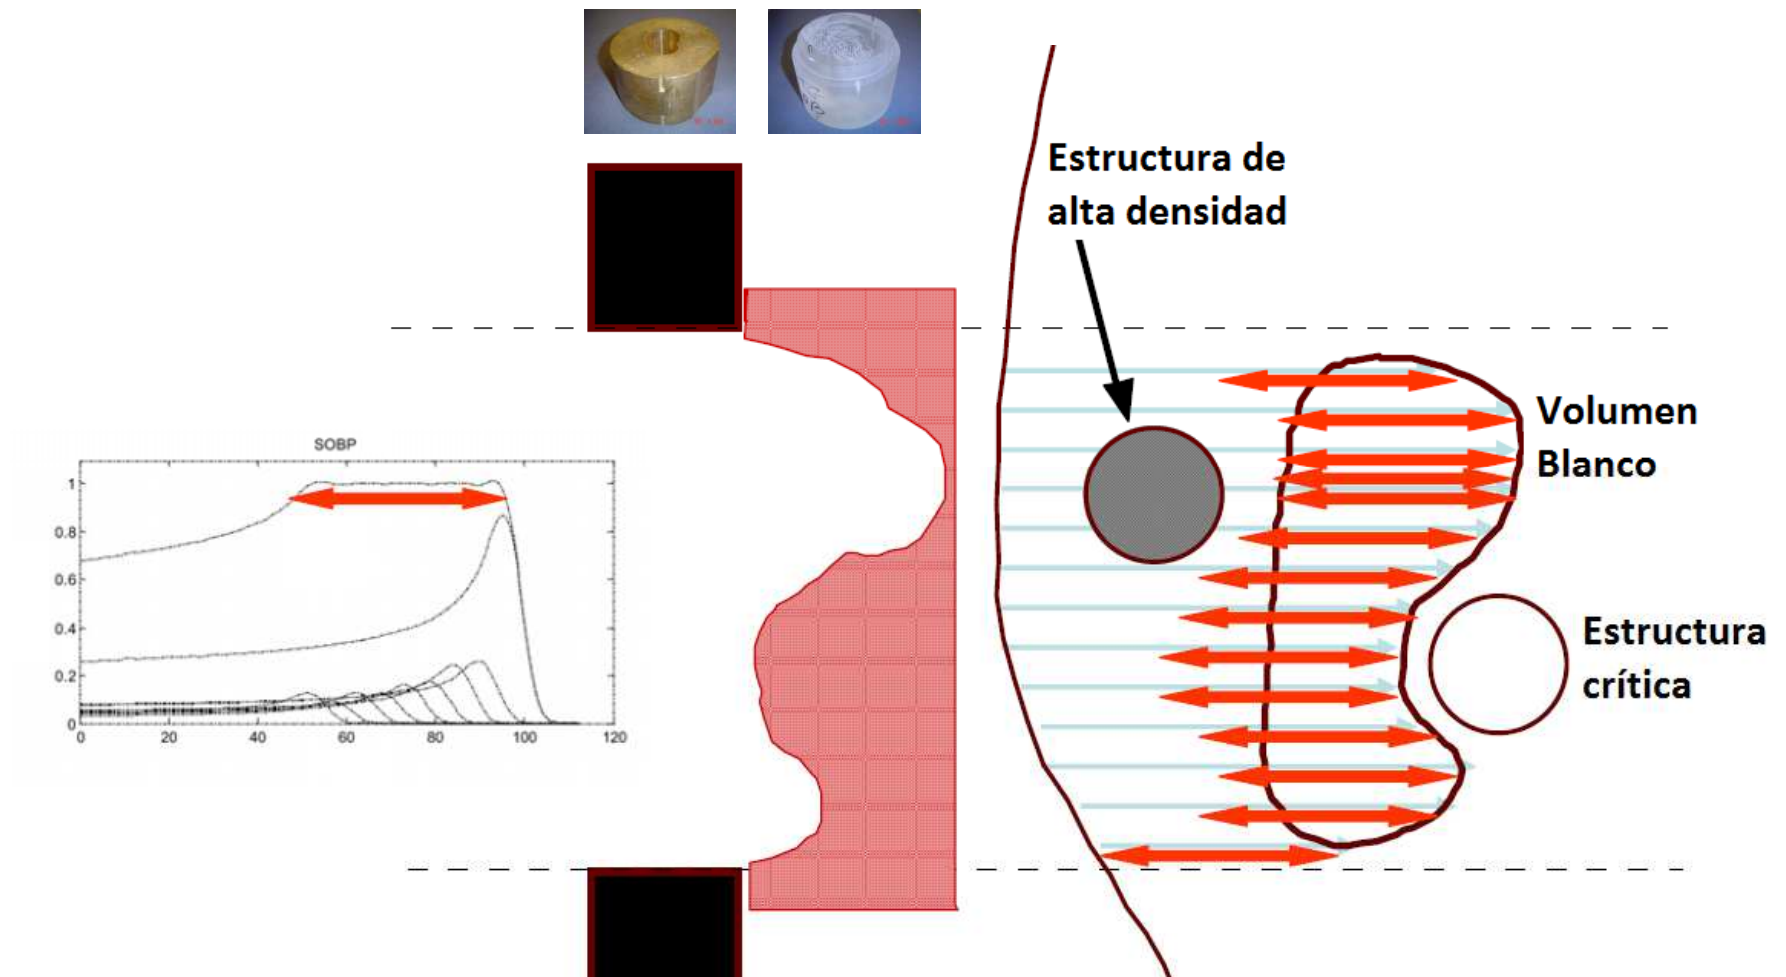 Estructura de
alta densidad
Volumen
Blanco
Estructura
crítica
SOBP
1
0.8
0.6
0.4
0.2
0
0
20
40
60
80
100
120